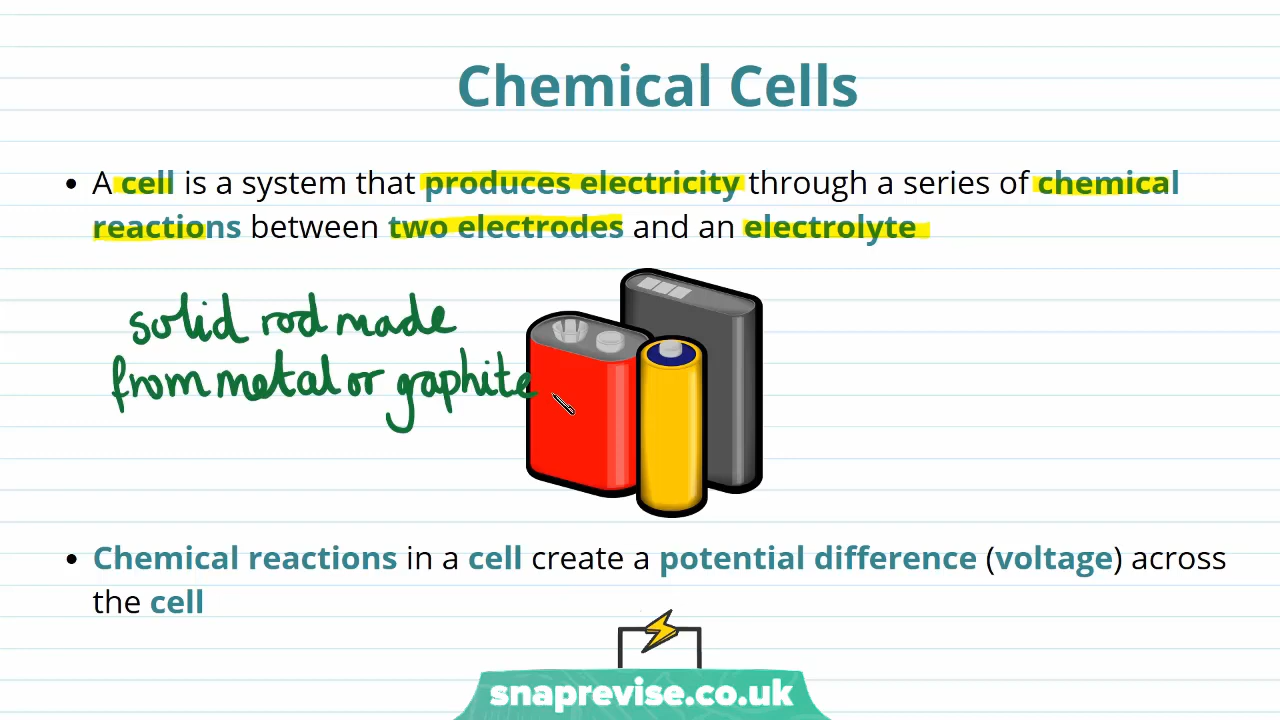 Chemical Cells
• A cell is a system that produces electricity through a series of chemical
reactions between two electrodes and an electrolyte
solid rod made
from metal or graphite
• Chemical reactions in a cell create a potential difference (voltage) across
the cell
snaprevise.co.uk